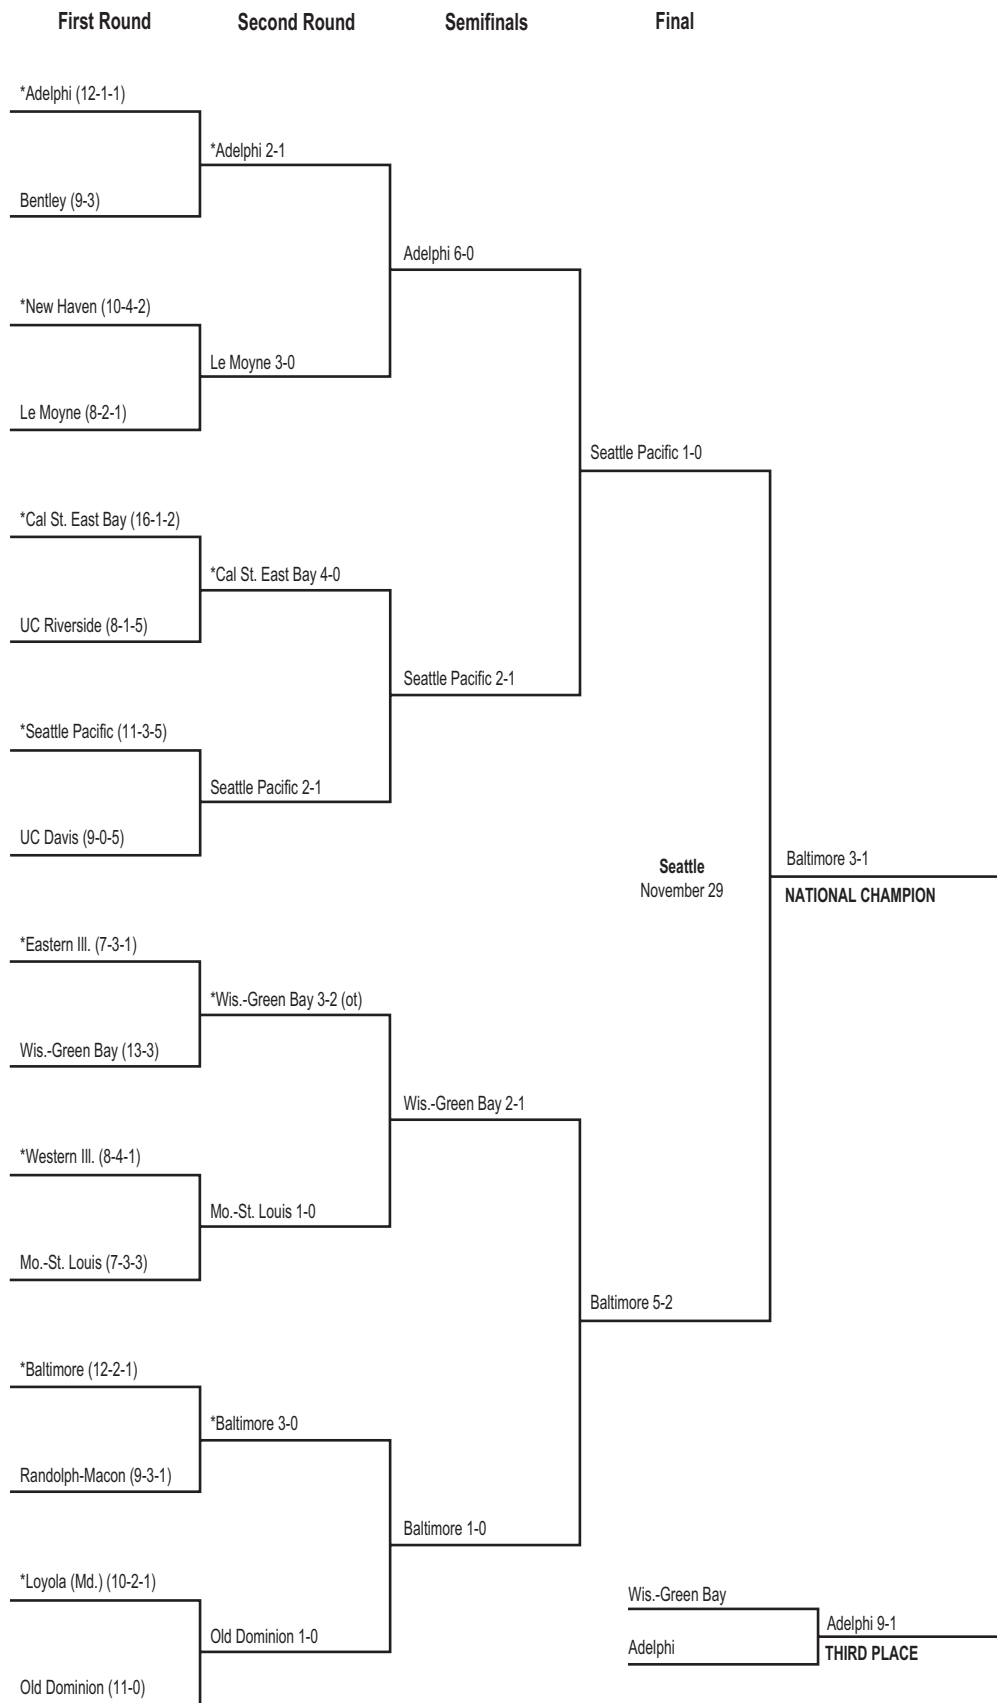 First Round
Second Round
Semifinals
Final
*Adelphi (12-1-1)
*Adelphi 2-1
Bentley (9-3)
Adelphi 6-0
*New Haven (10-4-2)
Le Moyne 3-0
Le Moyne (8-2-1)
Seattle Pacific 1-0
*Cal St. East Bay (16-1-2)
*Cal St. East Bay 4-0
UC Riverside (8-1-5)
Seattle Pacific 2-1
*Seattle Pacific (11-3-5)
Seattle Pacific 2-1
UC Davis (9-0-5)
Seattle
November 29
Baltimore 3-1
NATIONAL CHAMPION
*Eastern Ill. (7-3-1)
*Wis.-Green Bay 3-2 (ot)
Wis.-Green Bay (13-3)
Wis.-Green Bay 2-1
*Western Ill. (8-4-1)
Mo.-St. Louis 1-0
Mo.-St. Louis (7-3-3)
Baltimore 5-2
*Baltimore (12-2-1)
*Baltimore 3-0
Randolph-Macon (9-3-1)
Baltimore 1-0
*Loyola (Md.) (10-2-1)
Old Dominion 1-0
Old Dominion (11-0)
Wis.-Green Bay
Adelphi 9-1
Adelphi
THIRD PLACE